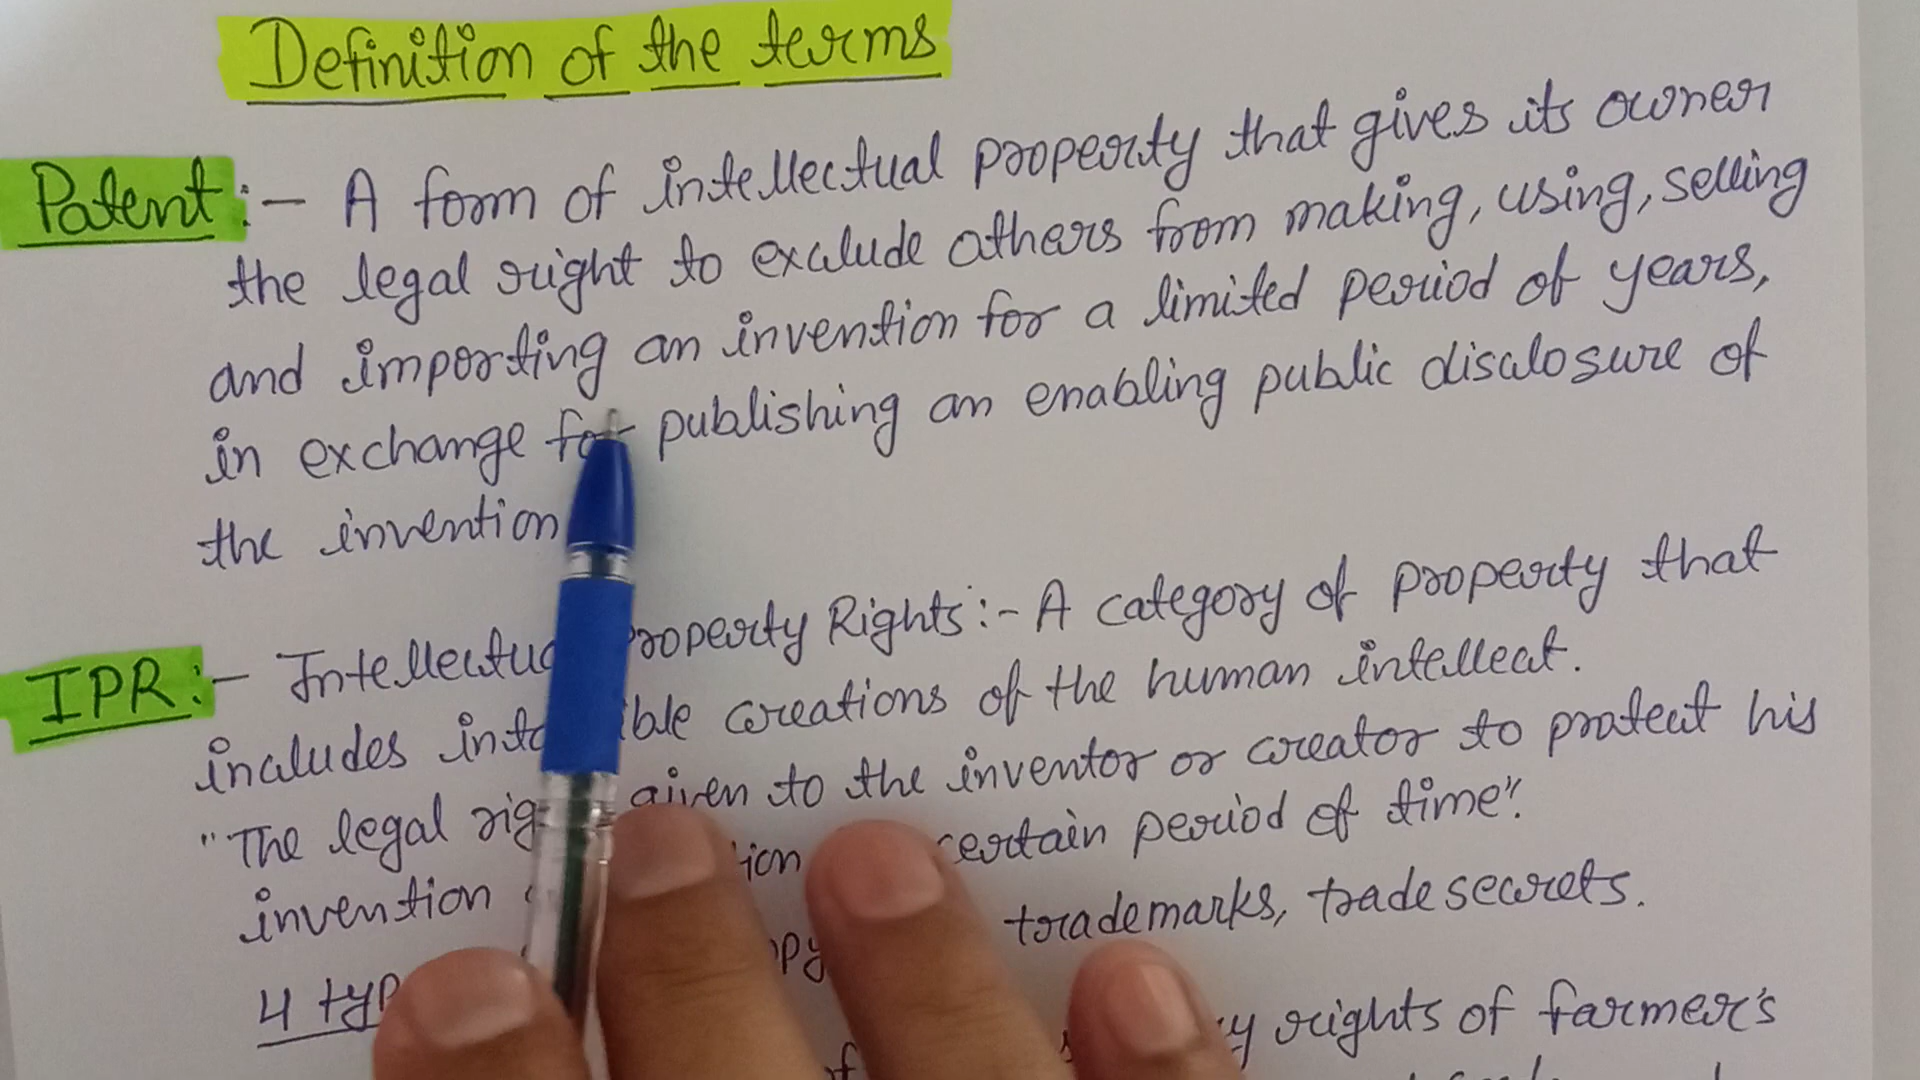 Definition of the terms
Patent:- A form of intellectual property that gives its owner
the legal right to exclude others from making, using, selling
and importing an invention for a limited period of years,
in exchange for publishing an enabling public disclosure of
the invention
IPR:- Intellectual Property Rights:- A category of property that
includes intangible creations of the human intellect.
"The legal right given to the inventor or creator to protect his
invention certain period of time".
4 trademarks, trade secrets.
rights of farmer's